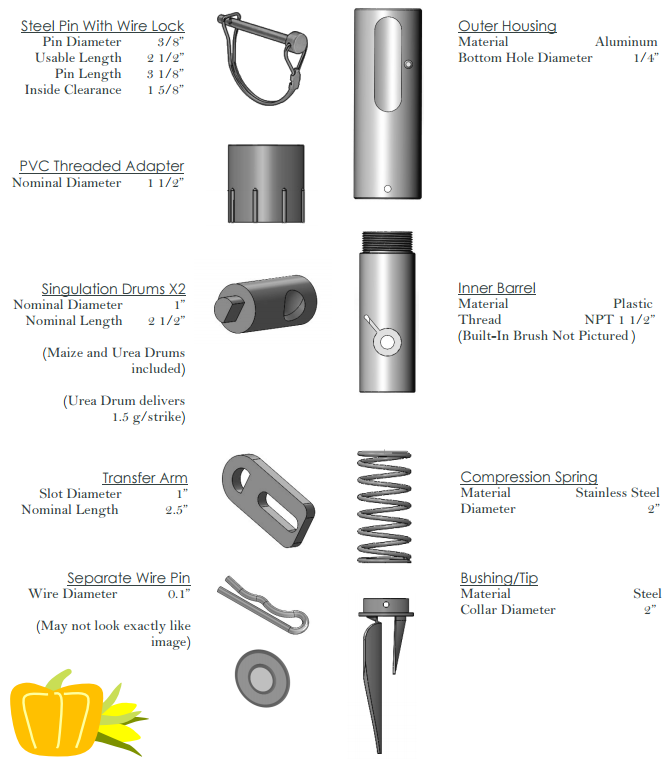 Steel Pin With Wire Lock
Pin Diameter 3/8”
Usable Length 2 1/2”
Pin Length 3 1/8”
Inside Clearance 1 5/8”
PVC Threaded Adapter
Nominal Diameter 1 1/2”
Singulation Drums X2
Nominal Diameter 1”
Nominal Length 2 1/2”
(Maize and Urea Drums
included)
(Urea Drum delivers
1.5 g/strike)
Transfer Arm
Slot Diameter 1”
Nominal Length 2.5”
Separate Wire Pin
Wire Diameter 0.1”
(May not look exactly like
image)
Outer Housing
Material Aluminum
Bottom Hole Diameter 1/4”
Inner Barrel
Material Plastic
Thread NPT 1 1/2”
(Built-In Brush Not Pictured )
Compression Spring
Material Stainless Steel
Diameter 2”
Bushing/Tip
Material Steel
Collar Diameter 2”